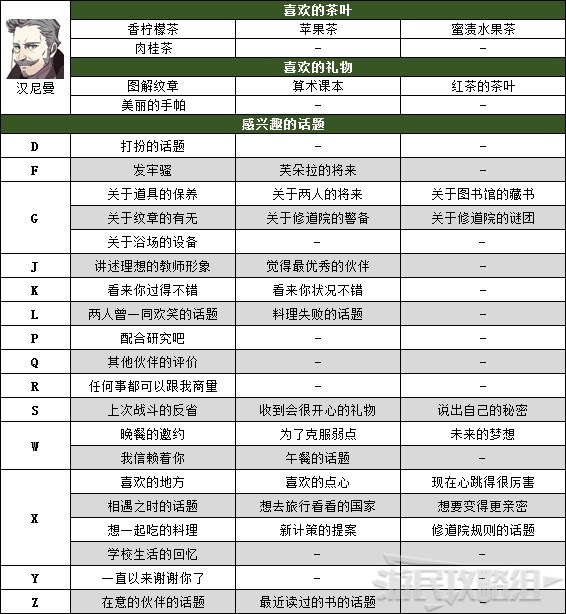 喜欢的茶叶
香柠檬茶 苹果茶 蜜渍水果茶
汉尼曼 肉桂茶 – –
喜欢的礼物
图解纹章 算术课本 红茶的茶叶
美丽的手帕 – –
感兴趣的话题
D 打扮的话题 – –
F 发牢骚 芙朵拉的将来 –
G 关于道具的保养 关于两人的将来 关于图书馆的藏书
关于纹章的有无 关于修道院的警备 关于修道院的谜团
关于浴场的设备 – –
J 讲述理想的教师形象 觉得最优秀的伙伴 –
K 看来你过得不错 看来你状况不错 –
L 两人曾一同欢笑的话题 料理失败的话题 –
P 配合研究吧 – –
Q 其他伙伴的评价 – –
R 任何事都可以跟我商量 – –
S 上次战斗的反省 收到会很开心的礼物 说出自己的秘密
W 晚餐的邀约 为了克服弱点 未来的梦想
我信赖着你 午餐的话题 –
X 喜欢的地方 喜欢的点心 现在心跳得很厉害
相遇之时的话题 想去旅行看看的国家 想要变得更亲密
想一起吃的料理 新计策的提案 修道院规则的话题
学校生活的回忆 – –
Y 一直以来谢谢你了 – –
Z 在意的伙伴的话题 最近读过的书的话题 –
游民攻略组